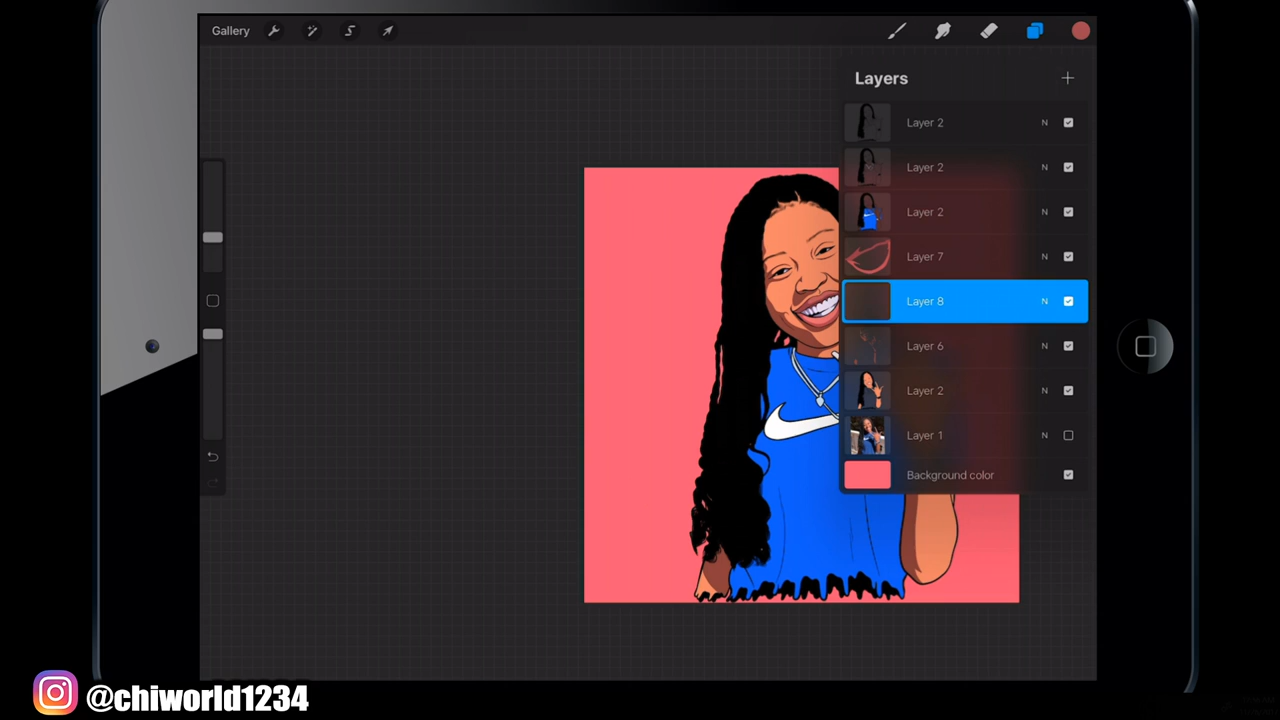 Gallery
Layers
Layer 2 N
Layer 2 N
Layer 2 N
Layer 7 N
Layer 8 N
Layer 6 N
Layer 2 N
Layer 1 N
Background color
@chiworld1234